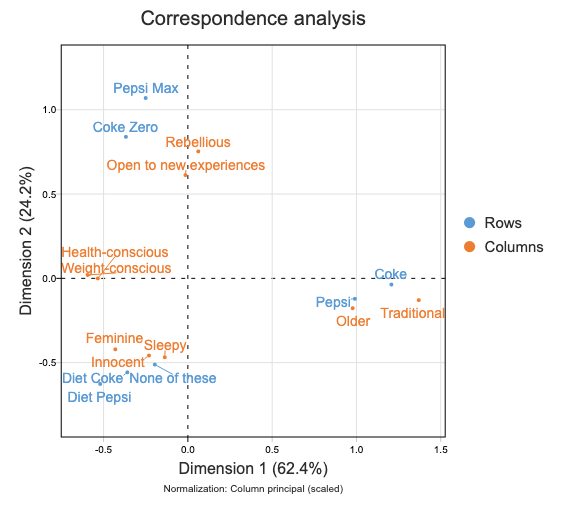 Correspondence analysis
Pepsi Max
1.0
Coke Zero
Rebellious
Open to new experiences
Rows
Columns
0.5
Dimension 2 (24.2%)
Health-conscious
Weight-conscious
0.0
Coke
Pepsi
Traditional
Older
Feminine
Sleepy
Innocent
-0.5
Diet Coke
None of these
Diet Pepsi
-0.5
0.0
0.5
1.0
1.5
Dimension 1 (62.4%)
Normalization: Column principal (scaled)